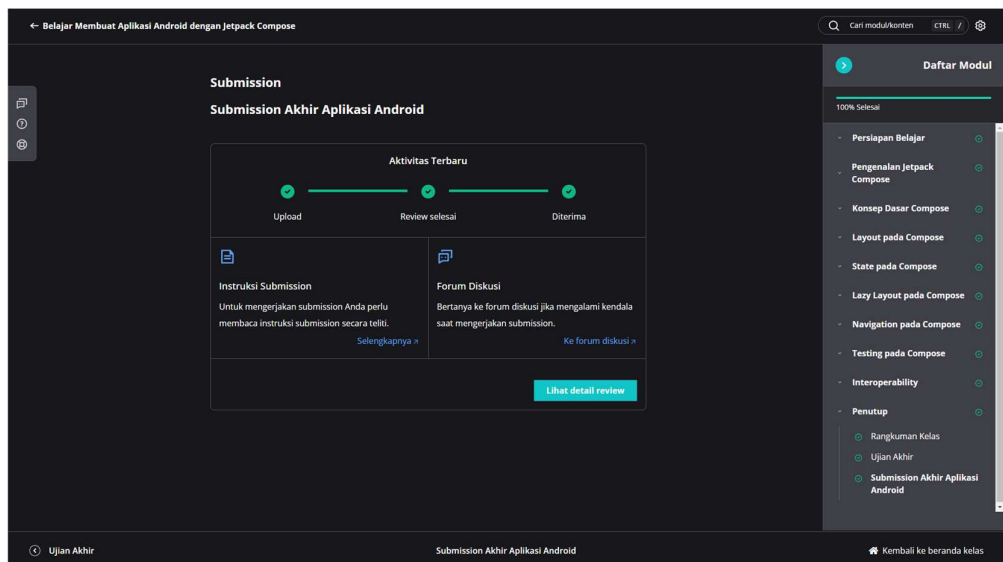 ← Belajar Membuat Aplikasi Android dengan Jetpack Compose
Cari modul/konten CTRL /
Submission
Submission Akhir Aplikasi Android
Aktivitas Terbaru
Upload
Review selesai
Diterima
Instruksi Submission
Untuk mengerjakan submission Anda perlu
membaca instruksi submission secara teliti.
Selengkapnya ↗
Forum Diskusi
Bertanya ke forum diskusi jika mengalami kendala
saat mengerjakan submission.
Ke forum diskusi ↗
Lihat detail review
Daftar Modul
100% Selesai
Persiapan Belajar
Pengenalan Jetpack
Compose
Konsep Dasar Compose
Layout pada Compose
State pada Compose
Lazy Layout pada Compose
Navigation pada Compose
Testing pada Compose
Interoperability
Penutup
Rangkuman Kelas
Ujian Akhir
Submission Akhir Aplikasi
Android
Ujian Akhir
Submission Akhir Aplikasi Android
Kembali ke beranda kelas